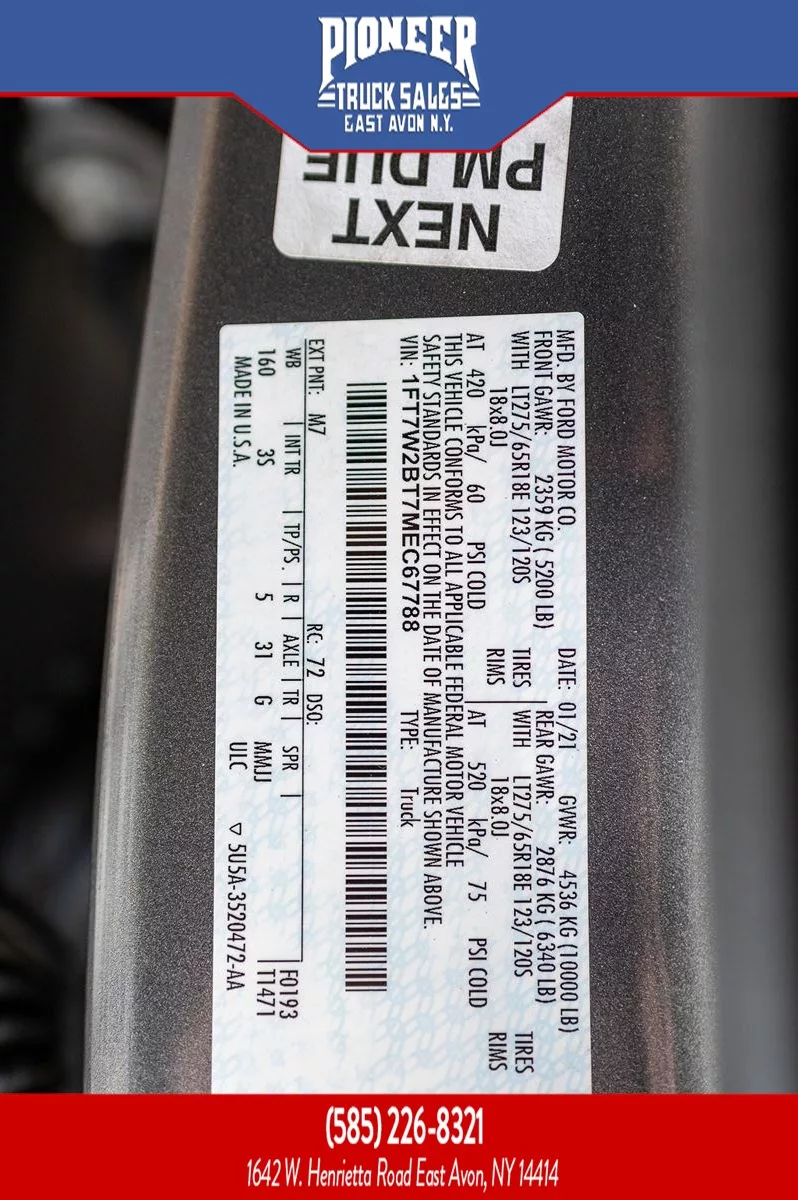 PIONEER
TRUCK SALES
EAST AVON N.Y.
NEXT
PM DUE
MFD. BY FORD MOTOR CO. DATE: 01/21 GVWR: 4536 KG (10000 LB)
FRONT GAWR: 2359 KG ( 5200 LB) REAR GAWR: 2876 KG ( 6340 LB)
WITH LT275/65R18E 123/120S TIRES WITH LT275/65R18E 123/120S TIRES
18x8.0J RIMS 18x8.0J RIMS
AT 420 kPa/ 60 PSI COLD AT 520 kPa/ 75 PSI COLD
THIS VEHICLE CONFORMS TO ALL APPLICABLE FEDERAL MOTOR VEHICLE
SAFETY STANDARDS IN EFFECT ON THE DATE OF MANUFACTURE SHOWN ABOVE.
VIN: 1FT7W2BT7MEC67788 TYPE: Truck
F0193
T1471
EXT PNT: M7 RC: 72 DSO:
WB | INT TR | TP/PS. | R | AXLE | TR | SPR |
160 3S 5 31 G MMJJ
MADE IN U.S.A. ULC ▽ 5U5A-3520472-AA
(585) 226-8321
1642 W. Henrietta Road East Avon, NY 14414